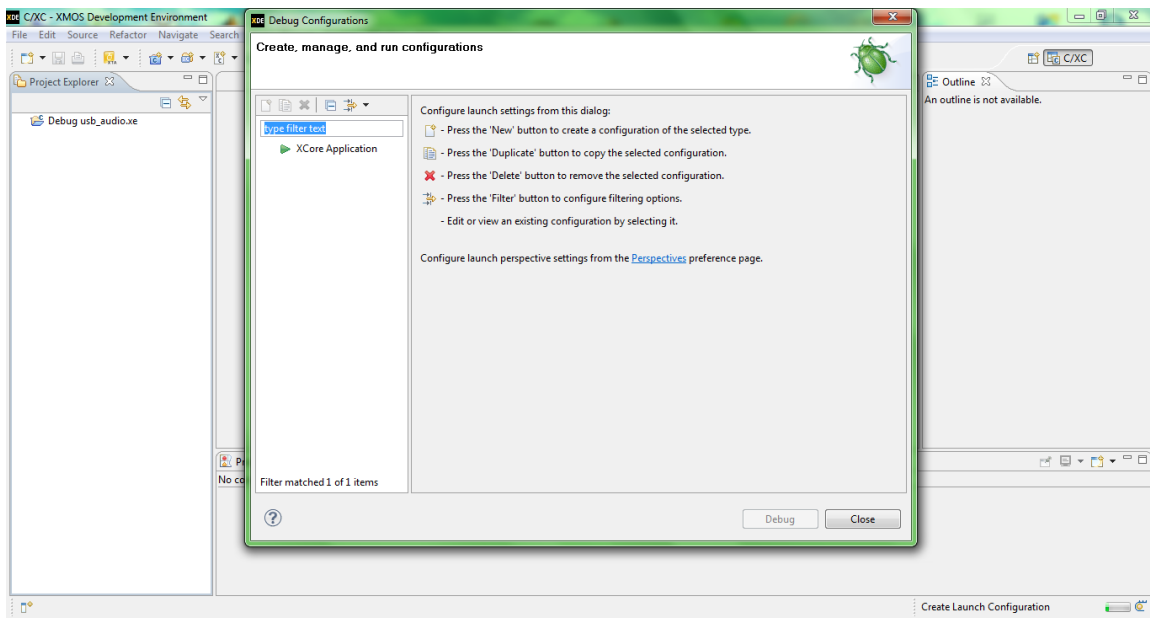 XDE C/XC - XMOS Development Environment
File Edit Source Refactor Navigate Search
C/XC
Project Explorer
Debug usb_audio.xe
XDE Debug Configurations
Create, manage, and run configurations
type filter text
XCore Application
Filter matched 1 of 1 items
Configure launch settings from this dialog:
- Press the 'New' button to create a configuration of the selected type.
- Press the 'Duplicate' button to copy the selected configuration.
- Press the 'Delete' button to remove the selected configuration.
- Press the 'Filter' button to configure filtering options.
- Edit or view an existing configuration by selecting it.
Configure launch perspective settings from the Perspectives preference page.
? Debug Close
Outline
An outline is not available.
Pr
No co
Create Launch Configuration